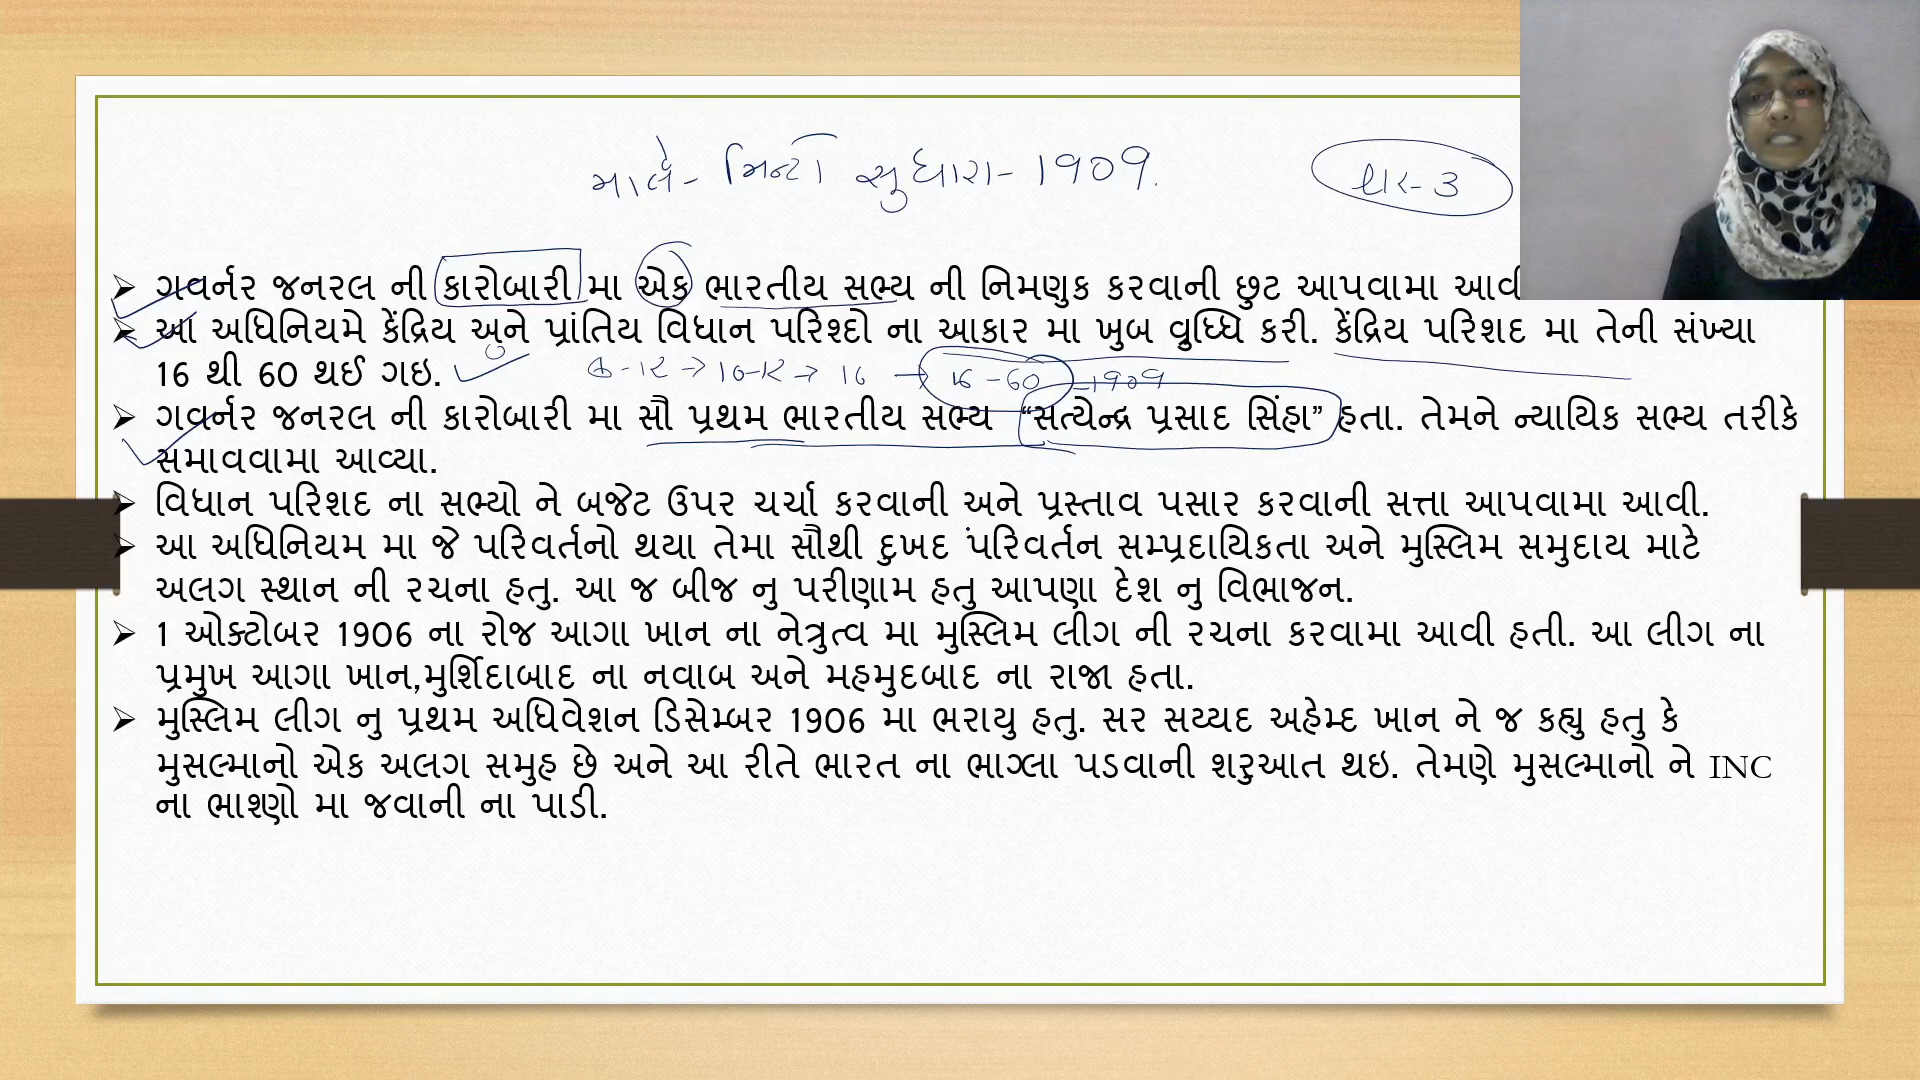 માર્લે- મિન્ટો સુધારા- 1909.
➢ ગવર્નર જનરલ ની કારોબારી મા એક ભારતીય સભ્ય ની નિમણુક કરવાની છુટ આપવામા આવી
➢ આ અધિનિયમે કેંદ્રિય અને પ્રાંતિય વિધાન પરિશ્દો ના આકાર મા ખુબ વ્રુધ્ધિ કરી. કેંદ્રિય પરિશદ મા તેની સંખ્યા
16 થી 60 થઈ ગઇ.
6-12 → 10-12 → 16 → 16-60 -1909
➢ ગવર્નર જનરલ ની કારોબારી મા સૌ પ્રથમ ભારતીય સભ્ય “સત્યેન્દ્ર પ્રસાદ સિંહા” હતા. તેમને ન્યાયિક સભ્ય તરીકે
સમાવવામા આવ્યા.
➢ વિધાન પરિશદ ના સભ્યો ને બજેટ ઉપર ચર્ચા કરવાની અને પ્રસ્તાવ પસાર કરવાની સત્તા આપવામા આવી.
➢ આ અધિનિયમ મા જે પરિવર્તનો થયા તેમા સૌથી દુખદ પરિવર્તન સમ્પ્રદાયિકતા અને મુસ્લિમ સમુદાય માટે
અલગ સ્થાન ની રચના હતુ. આ જ બીજ નુ પરીણામ હતુ આપણા દેશ નુ વિભાજન.
➢ 1 ઓક્ટોબર 1906 ના રોજ આગા ખાન ના નેત્રુત્વ મા મુસ્લિમ લીગ ની રચના કરવામા આવી હતી. આ લીગ ના
પ્રમુખ આગા ખાન,મુર્શિદાબાદ ના નવાબ અને મહમુદબાદ ના રાજા હતા.
➢ મુસ્લિમ લીગ નુ પ્રથમ અધિવેશન ડિસેમ્બર 1906 મા ભરાયુ હતુ. સર સય્યદ અહેમ્દ ખાન ને જ કહ્યુ હતુ કે
મુસલ્માનો એક અલગ સમુહ છે અને આ રીતે ભારત ના ભાગ્લા પડવાની શરુઆત થઇ. તેમણે મુસલ્માનો ને INC
ના ભાશ્ણો મા જવાની ના પાડી.